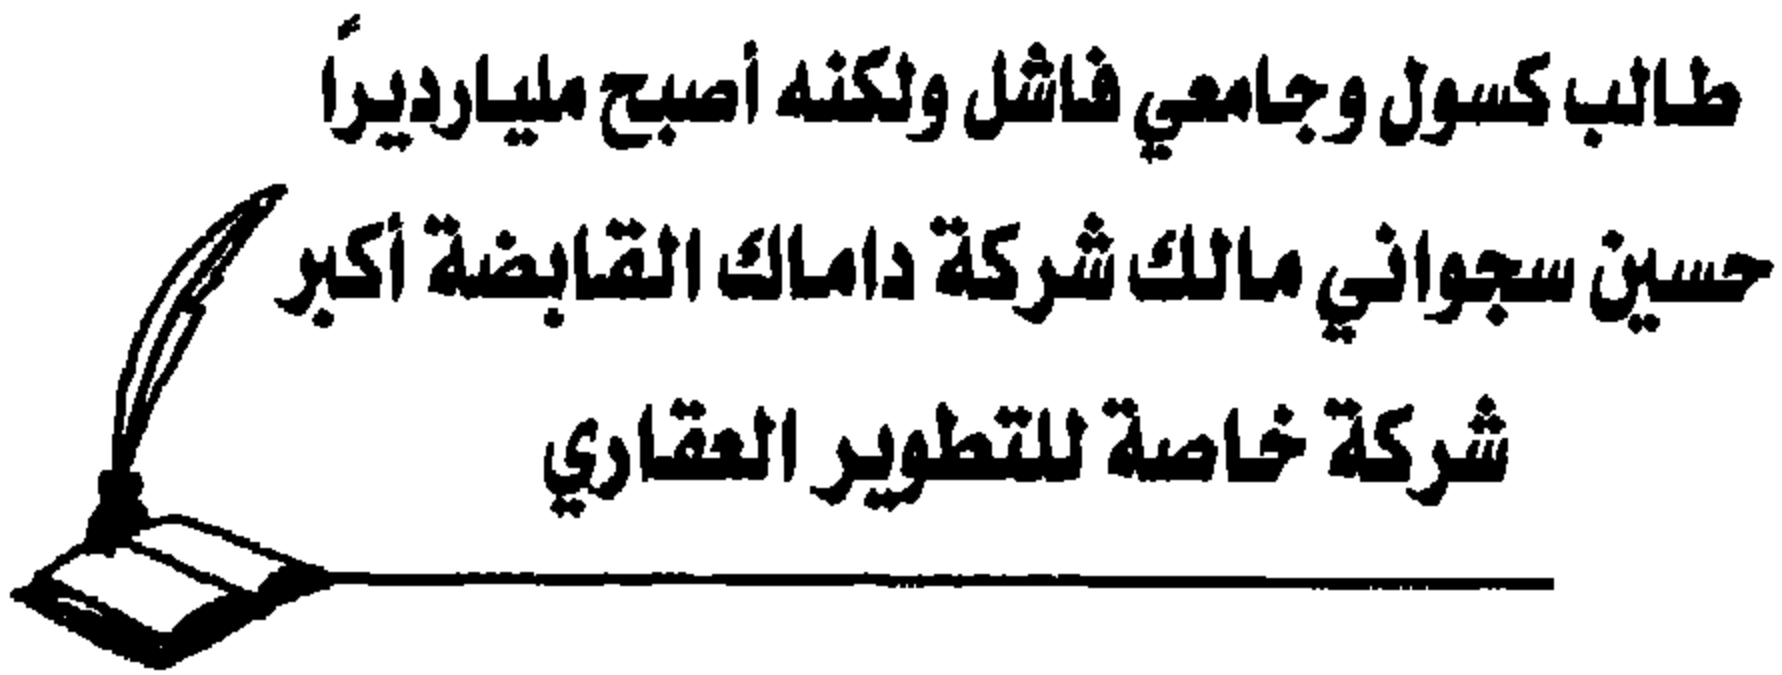 طالب كسول وجامعي فاشل ولكنه أصبح مليارديرًا
حسين سجواني مالك شركة داماك القابضة أكبر
شركة خاصة للتطوير العقاري